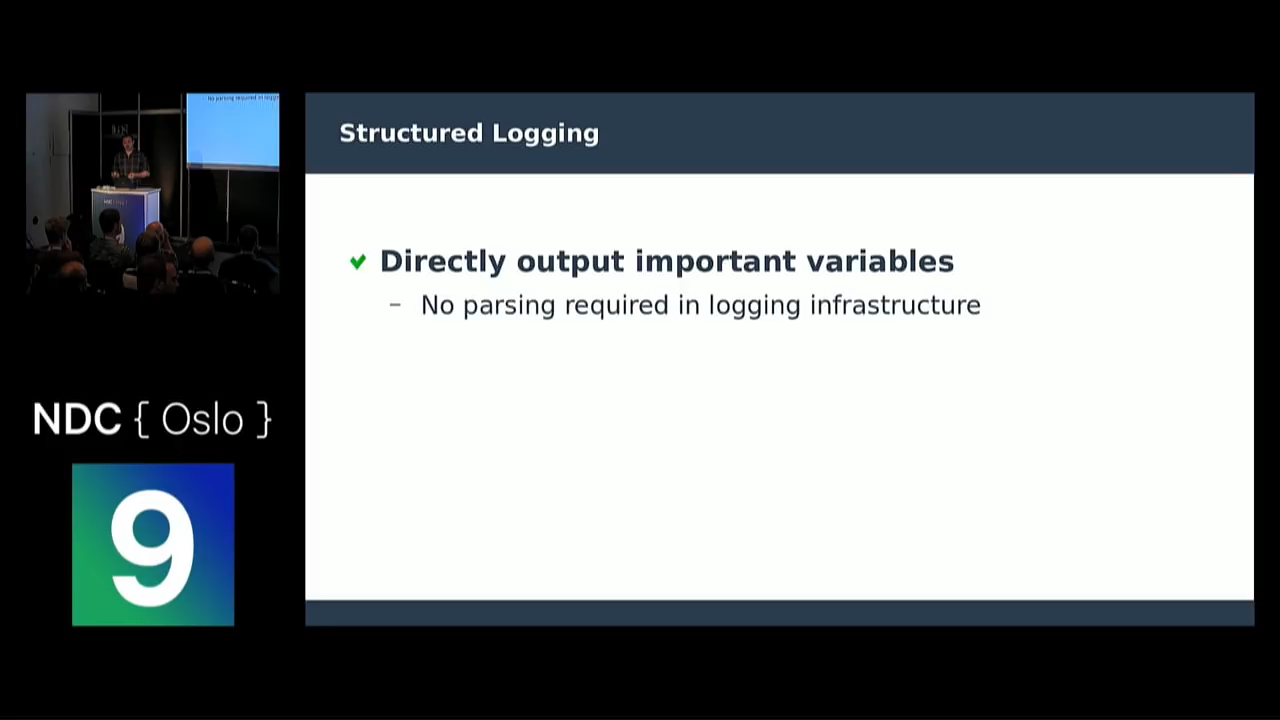 Structured Logging
Directly output important variables
– No parsing required in logging infrastructure
NDC { Oslo }
9